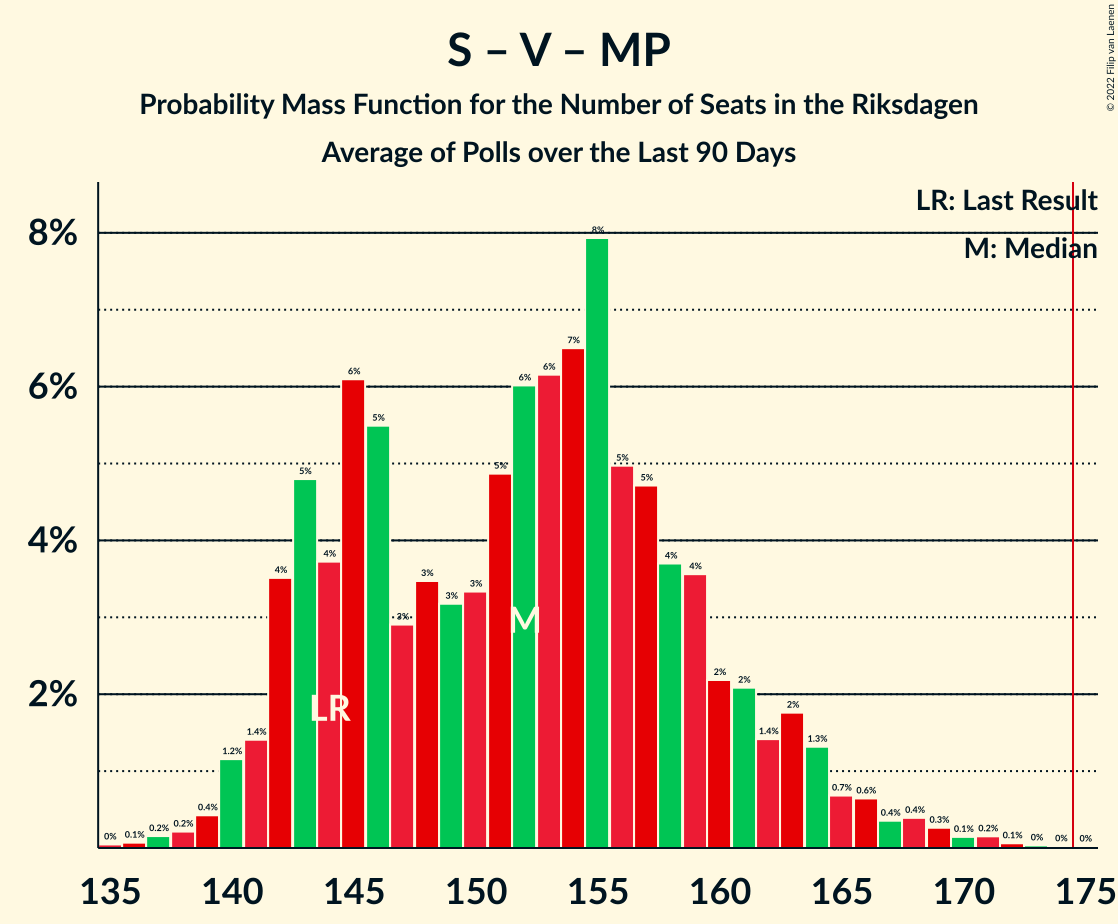 S – V – MP
Probability Mass Function for the Number of Seats in the Riksdagen
Average of Polls over the Last 90 Days
© 2022 Filip van Laenen
LR: Last Result
M: Median
8%
6%
4%
2%
0% 0.1% 0.2% 0.2% 0.4% 1.2% 1.4% 4% 5% 4% 6% 5% 3% 3% 3% 3% 5% 6% 6% 7% 8% 5% 5% 4% 4% 2% 2% 1.4% 2% 1.3% 0.7% 0.6% 0.4% 0.4% 0.3% 0.1% 0.2% 0.1% 0% 0% 0%
LR
M
135 140 145 150 155 160 165 170 175